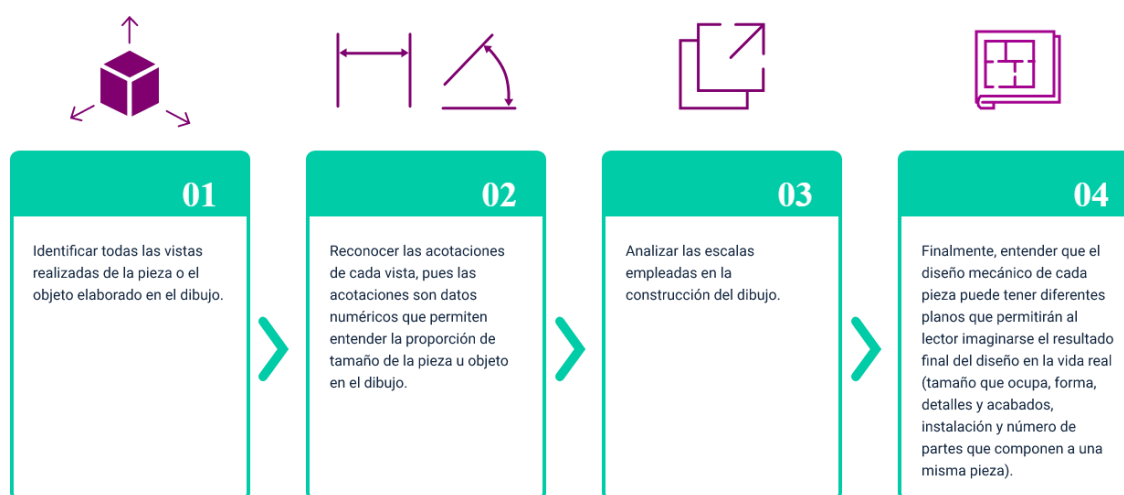 01
Identificar todas las vistas
realizadas de la pieza o el
objeto elaborado en el dibujo.
02
Reconocer las acotaciones
de cada vista, pues las
acotaciones son datos
numéricos que permiten
entender la proporción de
tamaño de la pieza u objeto
en el dibujo.
03
Analizar las escalas
empleadas en la
construcción del dibujo.
04
Finalmente, entender que el
diseño mecánico de cada
pieza puede tener diferentes
planos que permitirán al
lector imaginarse el resultado
final del diseño en la vida real
(tamaño que ocupa, forma,
detalles y acabados,
instalación y número de
partes que componen a una
misma pieza).